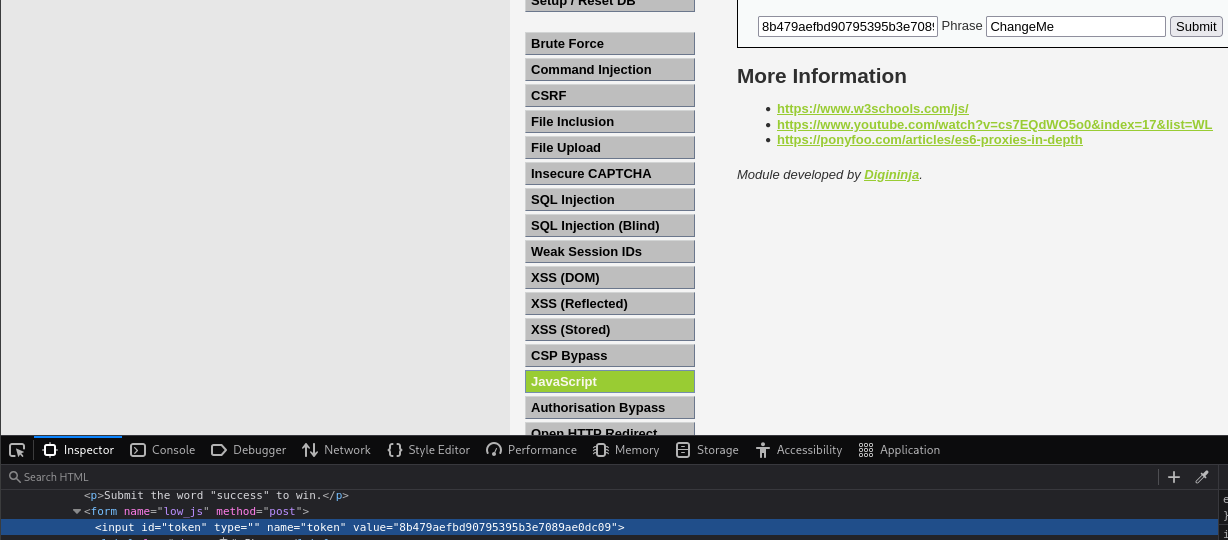 Setup / Reset DB
Brute Force
Command Injection
CSRF
File Inclusion
File Upload
Insecure CAPTCHA
SQL Injection
SQL Injection (Blind)
Weak Session IDs
XSS (DOM)
XSS (Reflected)
XSS (Stored)
CSP Bypass
JavaScript
Authorisation Bypass
Open HTTP Redirect
8b479aefbd90795395b3e7089 Phrase ChangeMe Submit
More Information
https://www.w3schools.com/js/
https://www.youtube.com/watch?v=cs7EQdWO5o0&index=17&list=WL
https://ponyfoo.com/articles/es6-proxies-in-depth
Module developed by Digininja.
Inspector Console Debugger Network Style Editor Performance Memory Storage Accessibility Application
Search HTML
<p>Submit the word "success" to win.</p>
<form name="low_js" method="post">
<input id="token" type="" name="token" value="8b479aefbd90795395b3e7089ae0dc09">